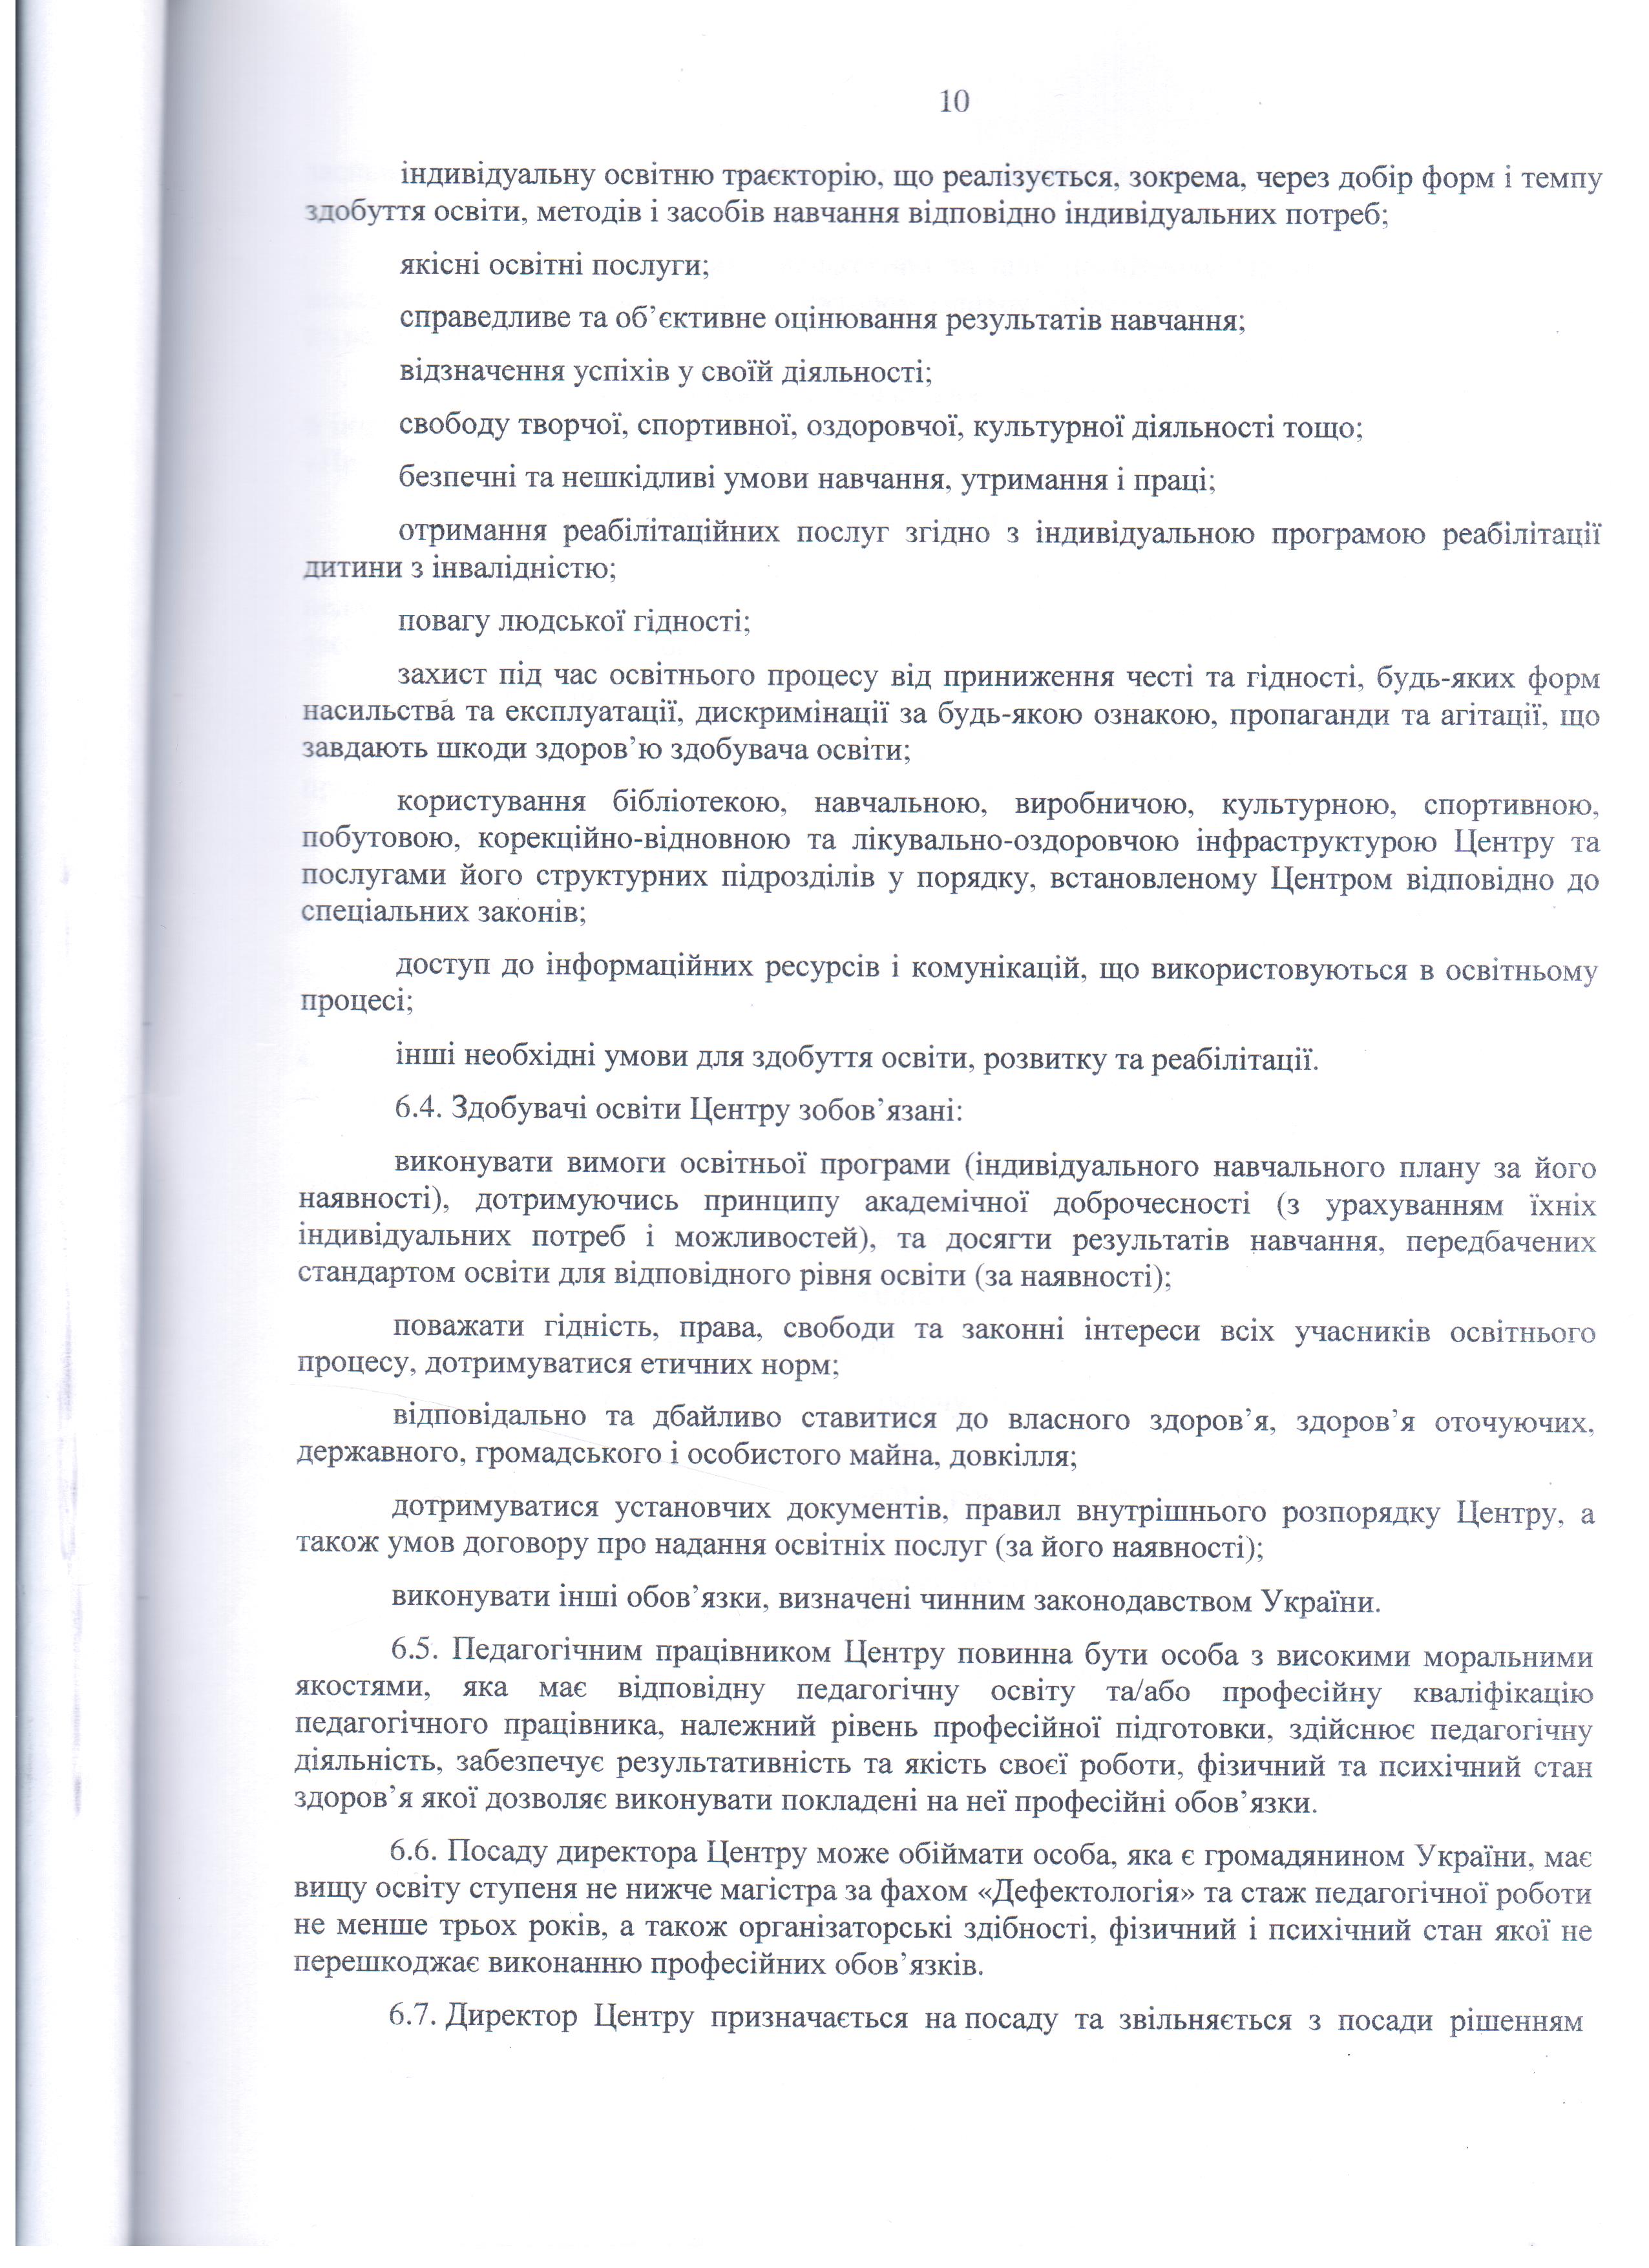 10
індивідуальну освітню траєкторію, що реалізується, зокрема, через добір форм і темпу
здобуття освіти, методів і засобів навчання відповідно індивідуальних потреб;
якісні освітні послуги;
справедливе та об’єктивне оцінювання результатів навчання;
відзначення успіхів у своїй діяльності;
свободу творчої, спортивної, оздоровчої, культурної діяльності тощо;
безпечні та нешкідливі умови навчання, утримання і праці;
отримання реабілітаційних послуг згідно з індивідуальною програмою реабілітації
дитини з інвалідністю;
повагу людської гідності;
захист під час освітнього процесу від приниження честі та гідності, будь-яких форм
насильства та експлуатації, дискримінації за будь-якою ознакою, пропаганди та агітації, що
завдають шкоди здоров’ю здобувача освіти;
користування бібліотекою, навчальною, виробничою, культурною, спортивною,
побутовою, корекційно-відновною та лікувально-оздоровчою інфраструктурою Центру та
послугами його структурних підрозділів у порядку, встановленому Центром відповідно до
спеціальних законів;
доступ до інформаційних ресурсів і комунікацій, що використовуються в освітньому
процесі;
інші необхідні умови для здобуття освіти, розвитку та реабілітації.
6.4. Здобувачі освіти Центру зобов’язані:
виконувати вимоги освітньої програми (індивідуального навчального плану за його
наявності), дотримуючись принципу академічної доброчесності (з урахуванням їхніх
індивідуальних потреб і можливостей), та досягти результатів навчання, передбачених
стандартом освіти для відповідного рівня освіти (за наявності);
поважати гідність, права, свободи та законні інтереси всіх учасників освітнього
процесу, дотримуватися етичних норм;
відповідально та дбайливо ставитися до власного здоров’я, здоров’я оточуючих,
державного, громадського і особистого майна, довкілля;
дотримуватися установчих документів, правил внутрішнього розпорядку Центру, а
також умов договору про надання освітніх послуг (за його наявності);
виконувати інші обов’язки, визначені чинним законодавством України.
6.5. Педагогічним працівником Центру повинна бути особа з високими моральними
якостями, яка має відповідну педагогічну освіту та/або професійну кваліфікацію
педагогічного працівника, належний рівень професійної підготовки, здійснює педагогічну
діяльність, забезпечує результативність та якість своєї роботи, фізичний та психічний стан
здоров’я якої дозволяє виконувати покладені на неї професійні обов’язки.
6.6. Посаду директора Центру може обіймати особа, яка є громадянином України, має
вищу освіту ступеня не нижче магістра за фахом «Дефектологія» та стаж педагогічної роботи
не менше трьох років, а також організаторські здібності, фізичний і психічний стан якої не
перешкоджає виконанню професійних обов’язків.
6.7. Директор Центру призначається на посаду та звільняється з посади рішенням